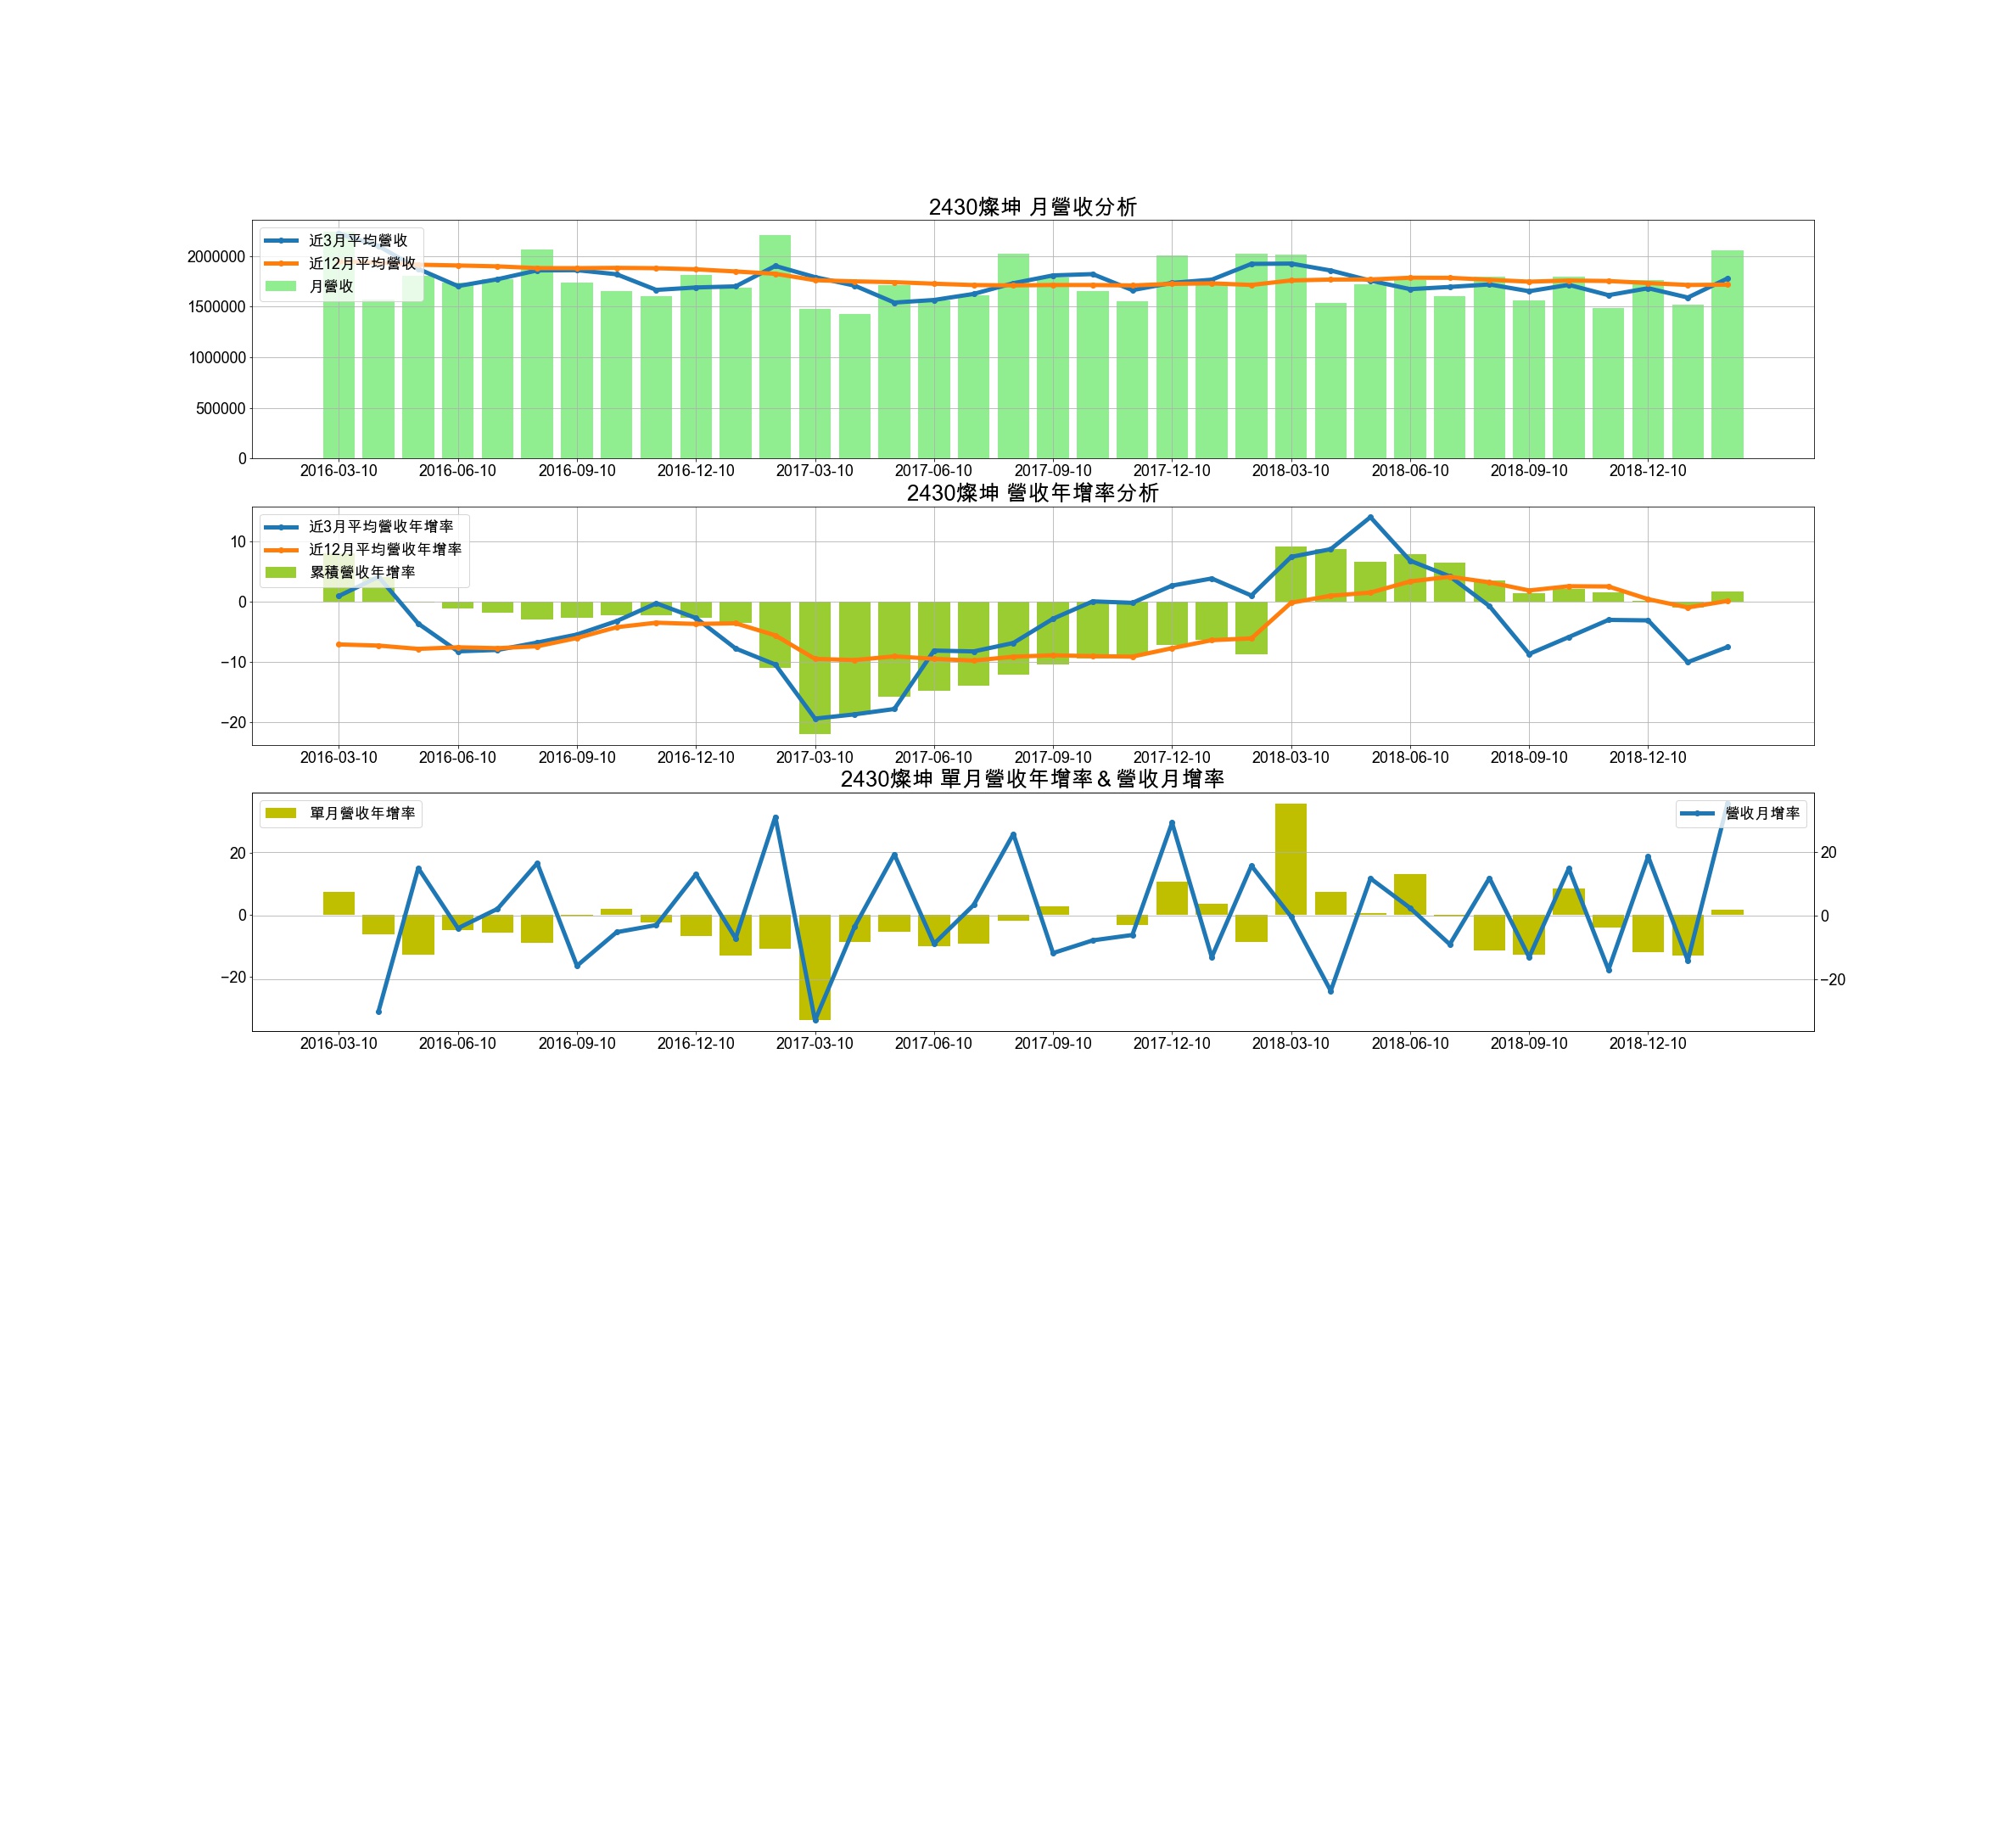 2430燦坤 月營收分析
近3月平均營收
近12月平均營收
月營收
2000000
1500000
1000000
500000
0
2016-03-10 2016-06-10 2016-09-10 2016-12-10 2017-03-10 2017-06-10 2017-09-10 2017-12-10 2018-03-10 2018-06-10 2018-09-10 2018-12-10
2430燦坤 營收年增率分析
近3月平均營收年增率
近12月平均營收年增率
累積營收年增率
10
0
−10
−20
2016-03-10 2016-06-10 2016-09-10 2016-12-10 2017-03-10 2017-06-10 2017-09-10 2017-12-10 2018-03-10 2018-06-10 2018-09-10 2018-12-10
2430燦坤 單月營收年增率＆營收月增率
單月營收年增率 營收月增率
20 20
0 0
−20 −20
2016-03-10 2016-06-10 2016-09-10 2016-12-10 2017-03-10 2017-06-10 2017-09-10 2017-12-10 2018-03-10 2018-06-10 2018-09-10 2018-12-10